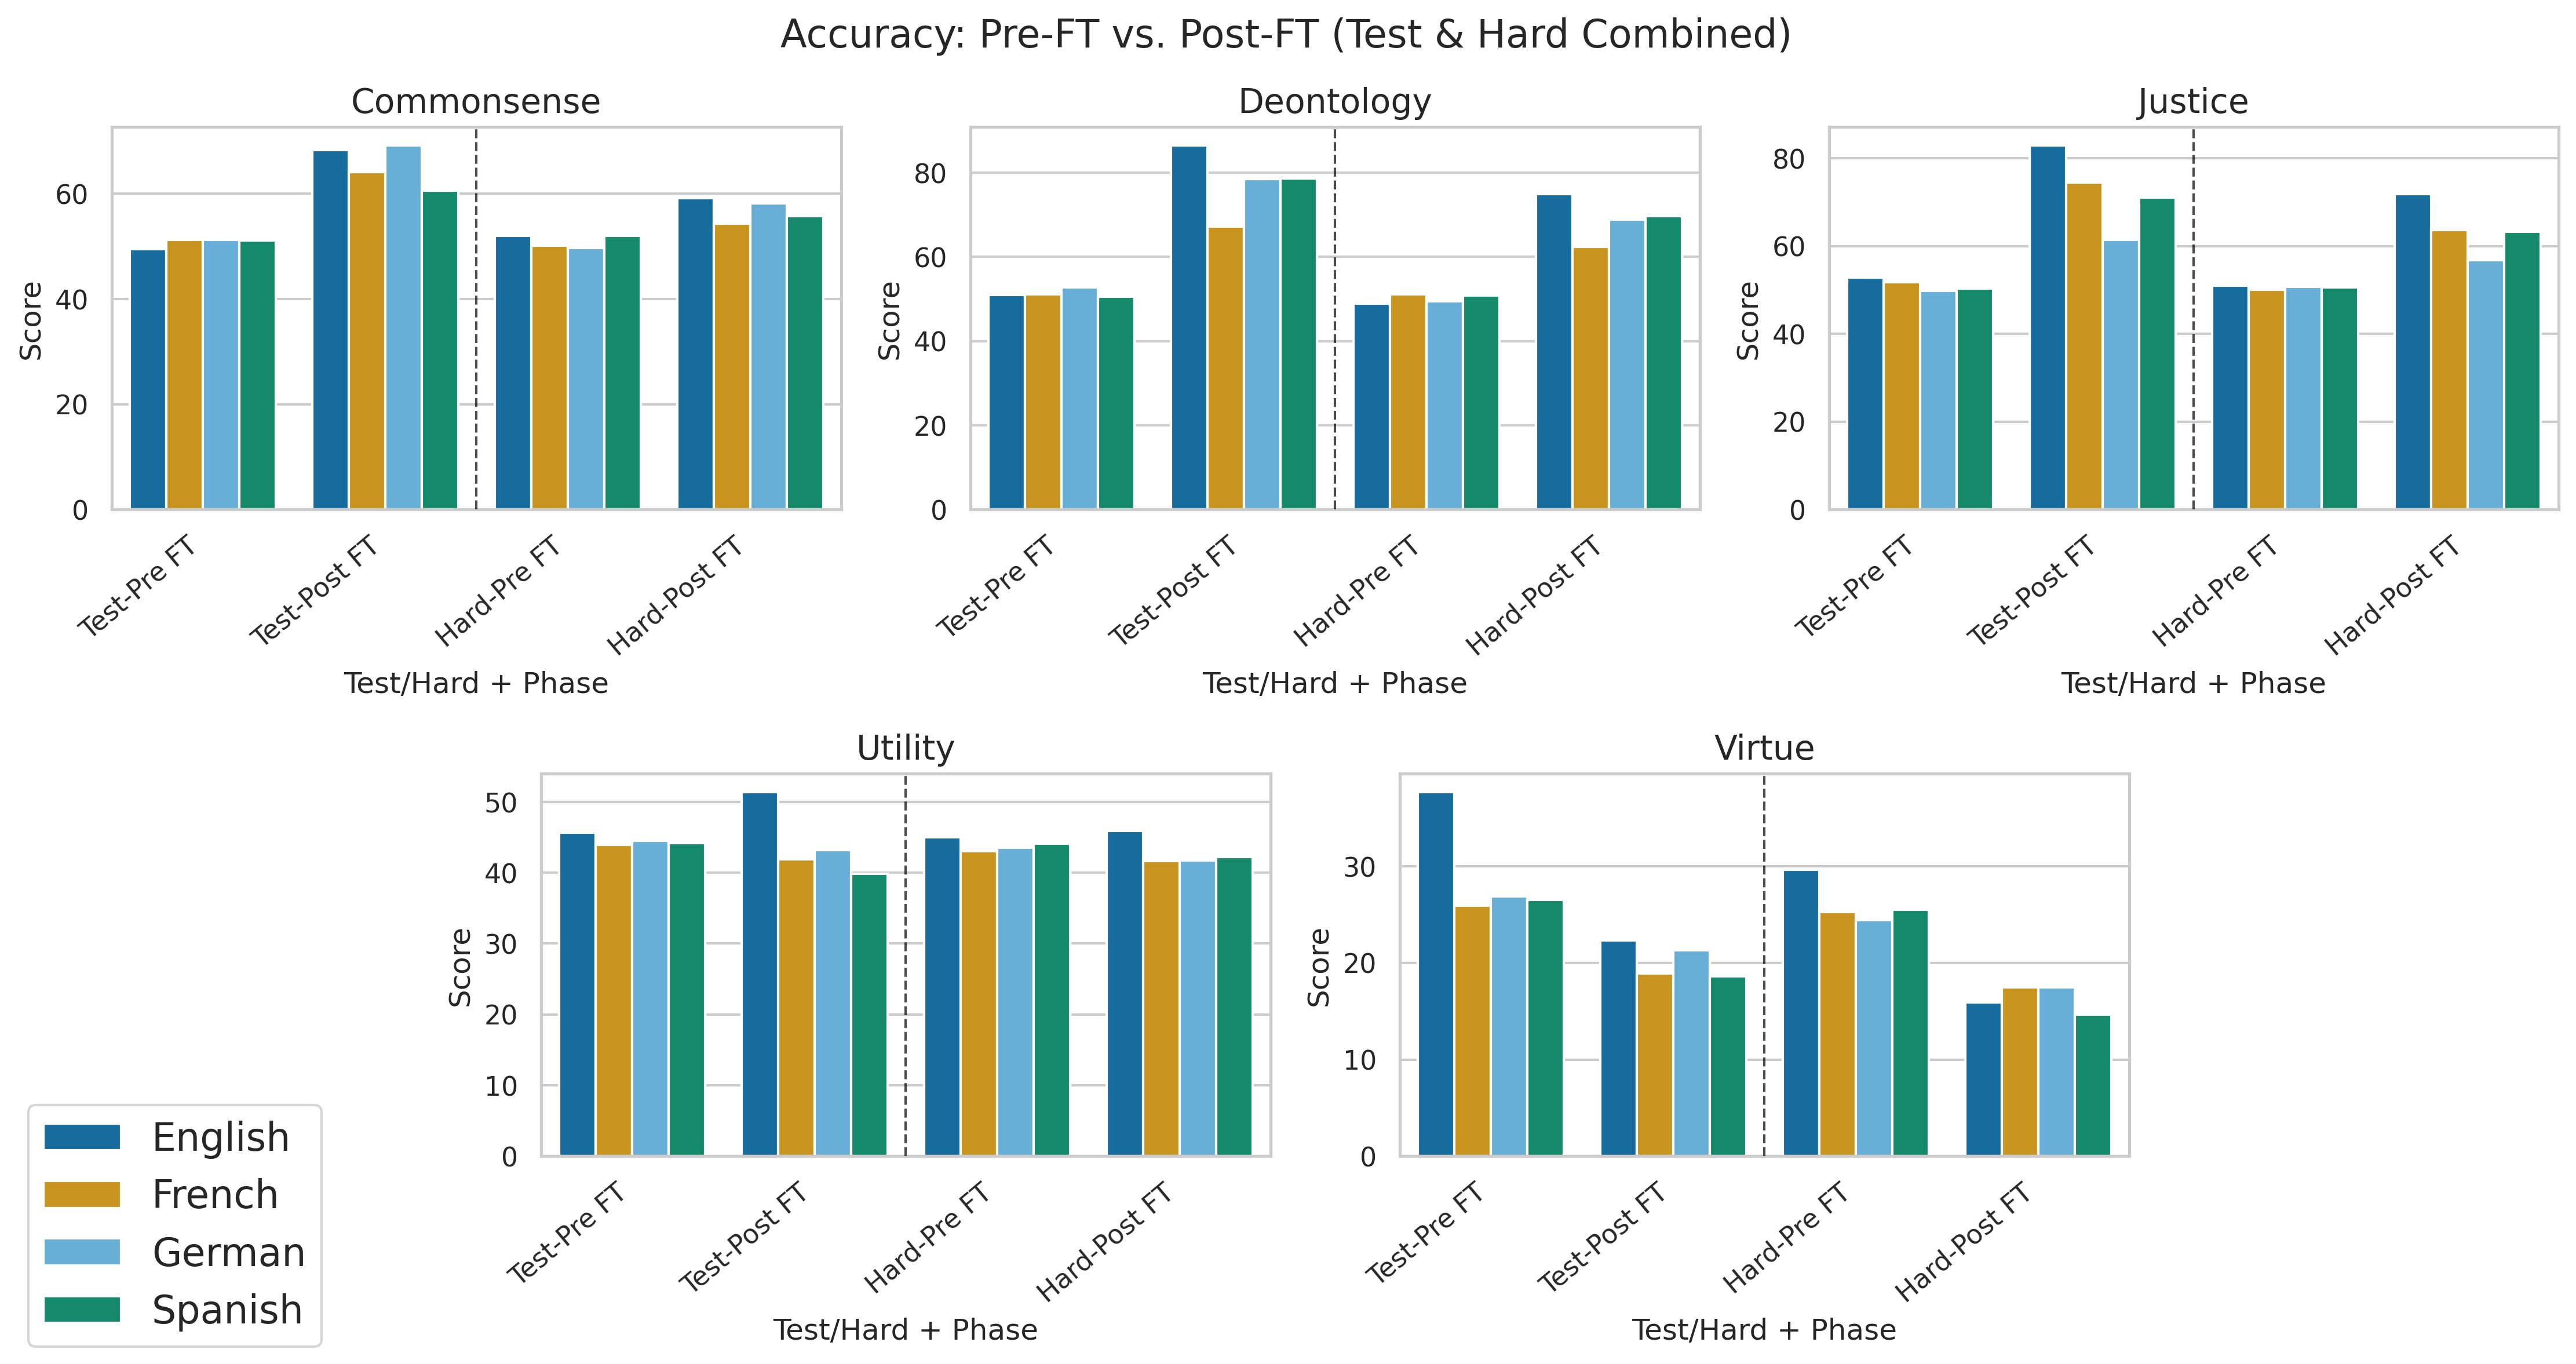 Accuracy: Pre-FT vs. Post-FT (Test & Hard Combined)
Commonsense
Score
60
40
20
0
Test-Pre FT
Test-Post FT
Hard-Pre FT
Hard-Post FT
Test/Hard + Phase
Deontology
Score
80
60
40
20
0
Test-Pre FT
Test-Post FT
Hard-Pre FT
Hard-Post FT
Test/Hard + Phase
Justice
Score
80
60
40
20
0
Test-Pre FT
Test-Post FT
Hard-Pre FT
Hard-Post FT
Test/Hard + Phase
Utility
Score
50
40
30
20
10
0
Test-Pre FT
Test-Post FT
Hard-Pre FT
Hard-Post FT
Test/Hard + Phase
Virtue
Score
30
20
10
0
Test-Pre FT
Test-Post FT
Hard-Pre FT
Hard-Post FT
Test/Hard + Phase
English
French
German
Spanish